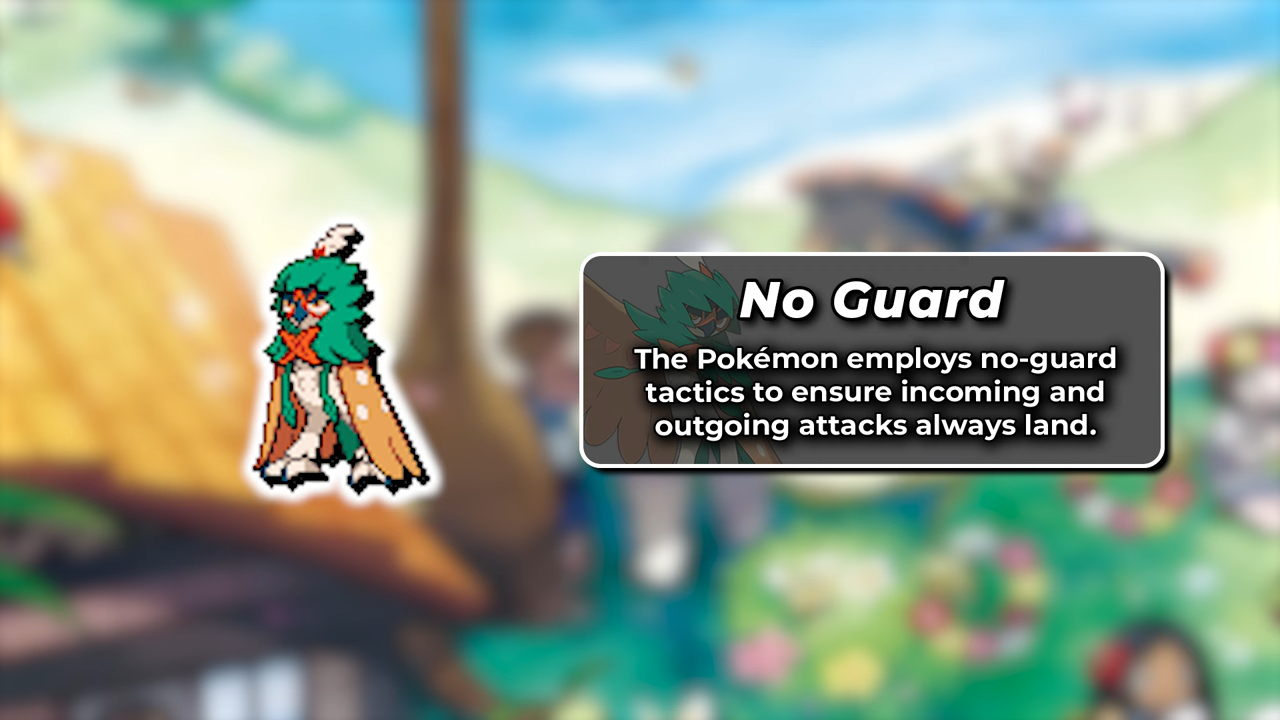 No Guard
The Pokémon employs no-guard
tactics to ensure incoming and
outgoing attacks always land.